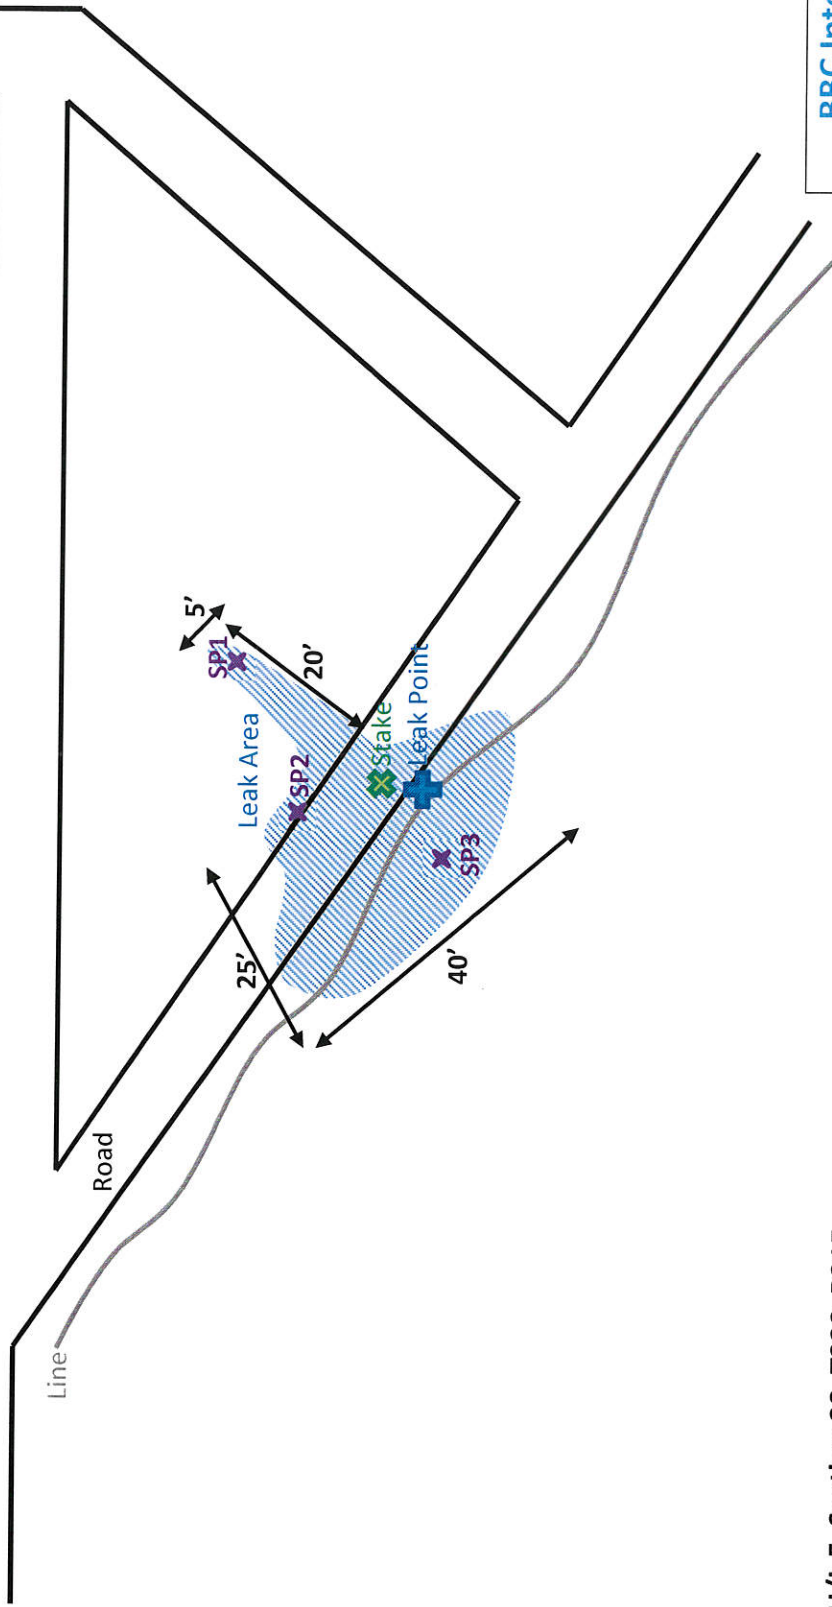 Line
Road
25’
40’
Leak Area
SP2
SP3
Stake
Leak Point
SP1
20’
5’